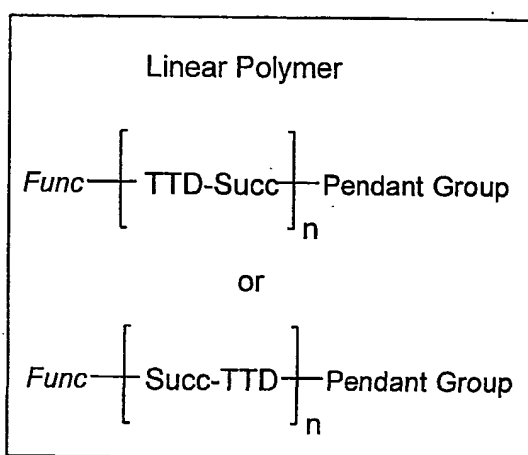 Linear Polymer
Func—[TTD-Succ]n—Pendant Group
or
Func—[Succ-TTD]n—Pendant Group